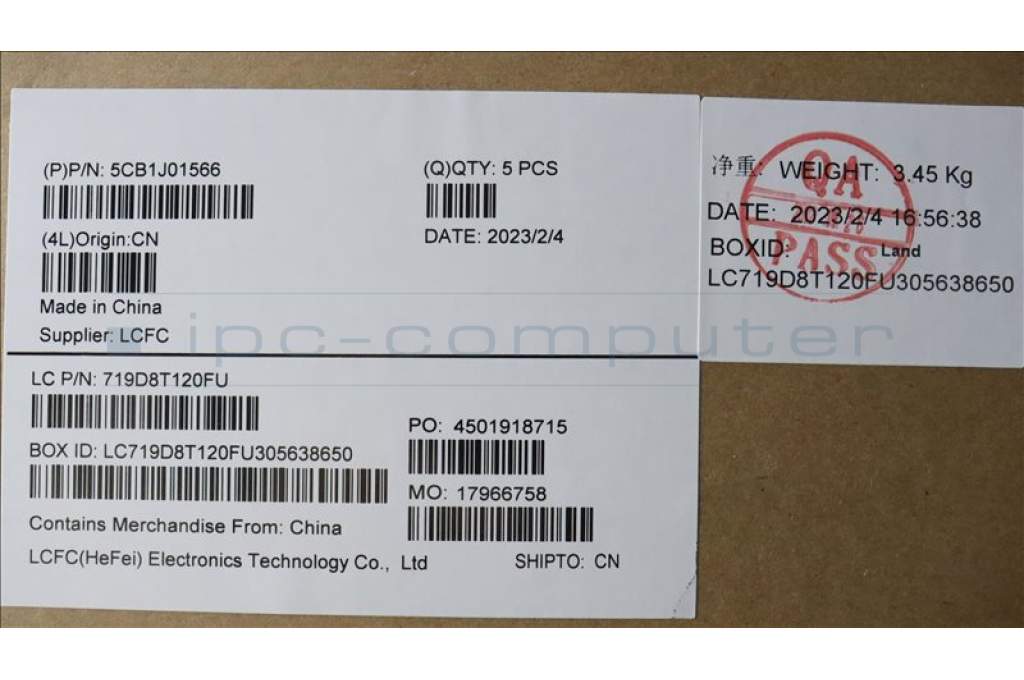 (P)P/N: 5CB1J01566
(Q)QTY: 5 PCS
(4L)Origin:CN
DATE: 2023/2/4
Made in China
Supplier: LCFC
LC P/N: 719D8T120FU
PO: 4501918715
BOX ID: LC719D8T120FU305638650
MO: 17966758
Contains Merchandise From: China
LCFC(HeFei) Electronics Technology Co., Ltd
SHIPTO: CN
净重: WEIGHT: 3.45 Kg
DATE: 2023/2/4 16:56:38
BOXID: Land
LC719D8T120FU305638650
QA
PASS
ipc-computer